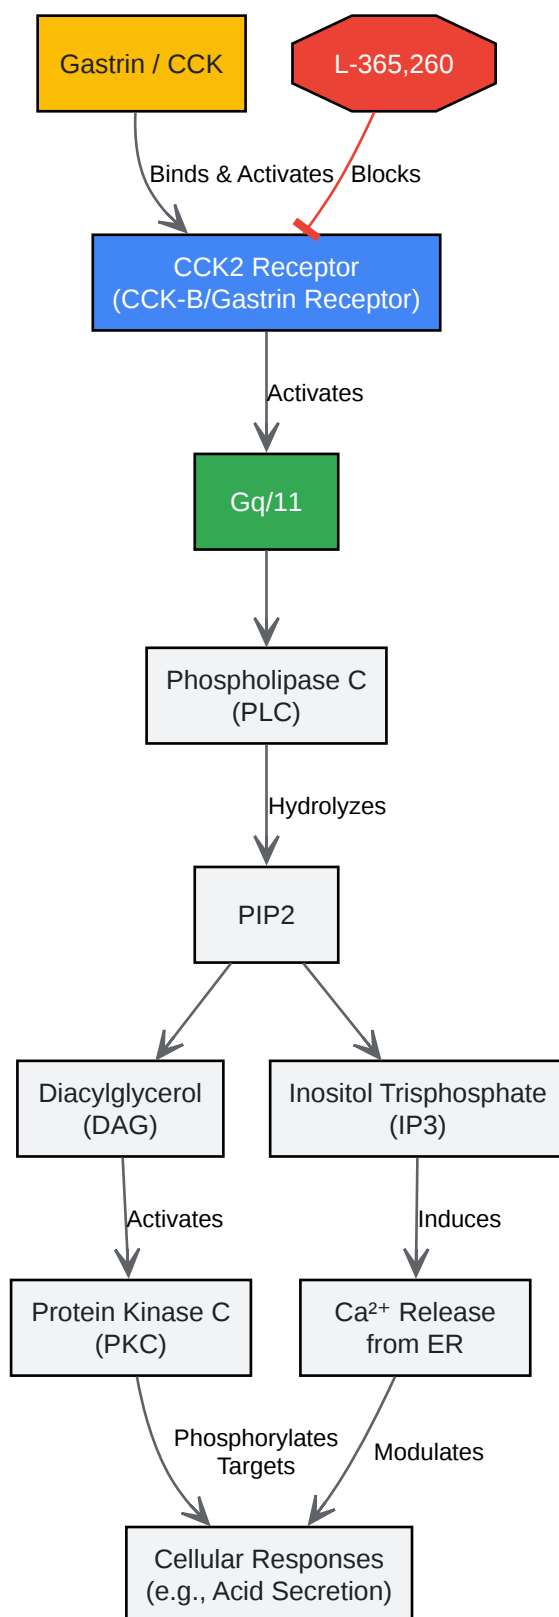 Gastrin / CCK
L-365,260
Binds & Activates
Blocks
CCK2 Receptor
(CCK-B/Gastrin Receptor)
Activates
Gq/11
Phospholipase C
(PLC)
Hydrolyzes
PIP2
Diacylglycerol
(DAG)
Inositol Trisphosphate
(IP3)
Activates
Induces
Protein Kinase C
(PKC)
Ca²⁺ Release
from ER
Phosphorylates
Targets
Modulates
Cellular Responses
(e.g., Acid Secretion)